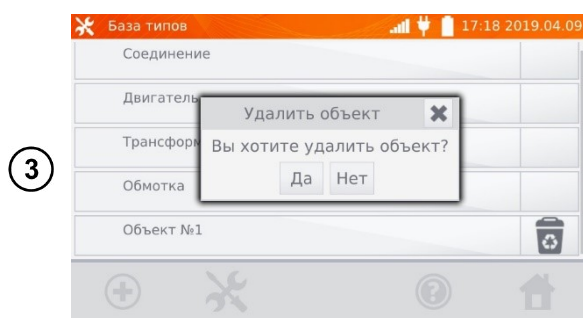 База типов 17:18 2019.04.09
Соединение
Двигатель
Удалить объект
Трансформ
Вы хотите удалить объект?
3
Да Нет
Обмотка
Объект №1